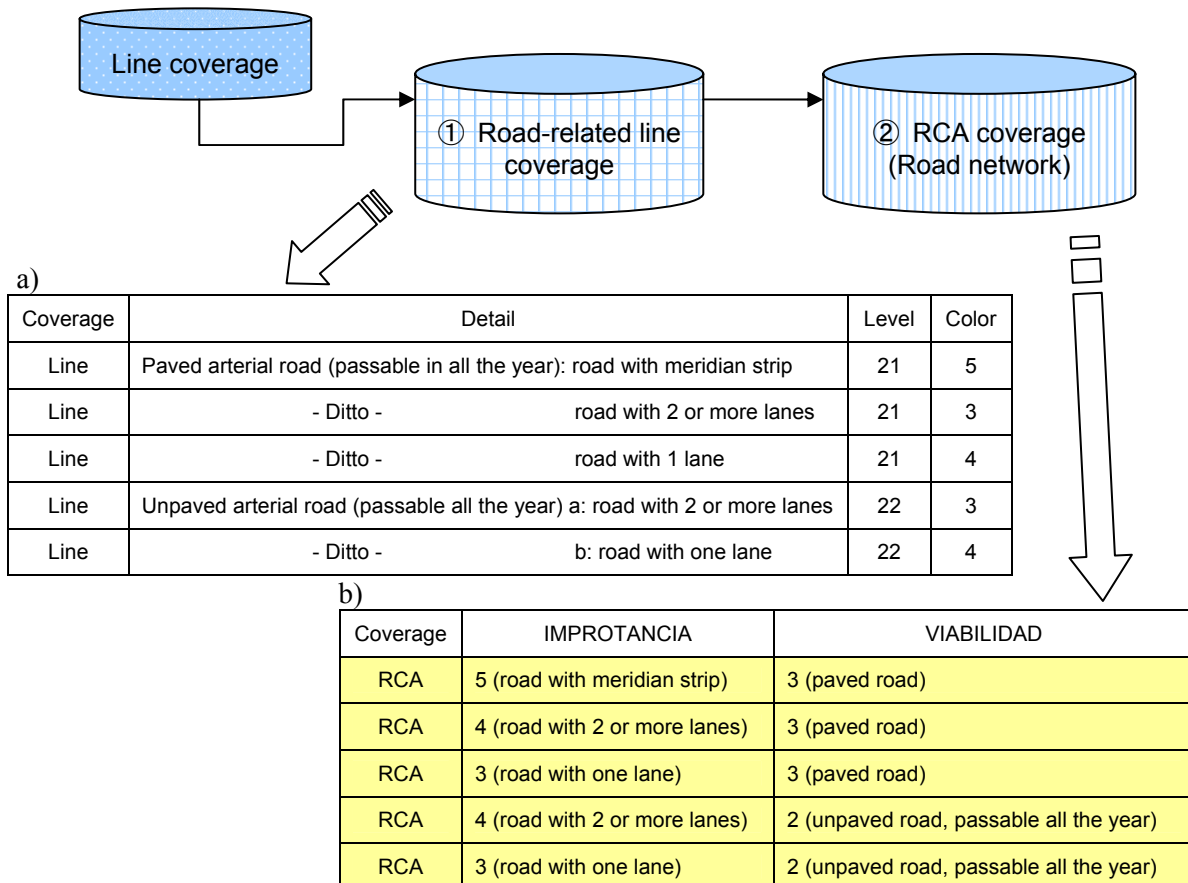 Line coverage
① Road-related line
coverage
② RCA coverage
(Road network)
a)
Coverage Detail Level Color
Line Paved arterial road (passable in all the year): road with meridian strip 21 5
Line - Ditto - road with 2 or more lanes 21 3
Line - Ditto - road with 1 lane 21 4
Line Unpaved arterial road (passable all the year) a: road with 2 or more lanes 22 3
Line - Ditto - b: road with one lane 22 4
b)
Coverage IMPROTANCIA VIABILIDAD
RCA 5 (road with meridian strip) 3 (paved road)
RCA 4 (road with 2 or more lanes) 3 (paved road)
RCA 3 (road with one lane) 3 (paved road)
RCA 4 (road with 2 or more lanes) 2 (unpaved road, passable all the year)
RCA 3 (road with one lane) 2 (unpaved road, passable all the year)